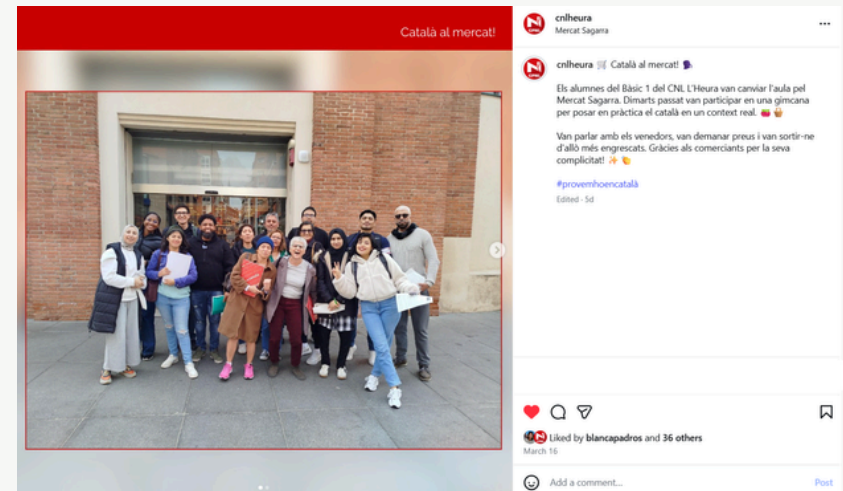 Català al mercat!
cnlheura
Mercat Sagarra
cnlheura 🛒 Català al mercat! 🗣️
Els alumnes del Bàsic 1 del CNL L'Heura van canviar l'aula pel
Mercat Sagarra. Dimarts passat van participar en una gimcana
per posar en pràctica el català en un context real. 🍓 🧺
Van parlar amb els venedors, van demanar preus i van sortir-ne
d'allò més engrescats. Gràcies als comerciants per la seva
complicitat! ✨ 🍋
#provemhoencatalà
Edited · 5d
Liked by blancapadros and 36 others
March 16
Add a comment...
Post